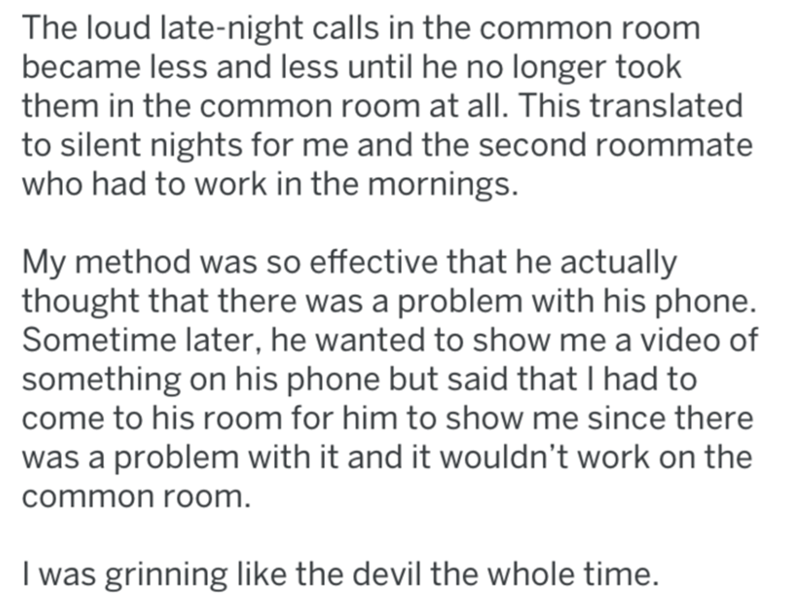 The loud late-night calls in the common room
became less and less until he no longer took
them in the common room at all. This translated
to silent nights for me and the second roommate
who had to work in the mornings.
My method was so effective that he actually
thought that there was a problem with his phone.
Sometime later, he wanted to show me a video of
something on his phone but said that I had to
come to his room for him to show me since there
was a problem with it and it wouldn’t work on the
common room.
I was grinning like the devil the whole time.